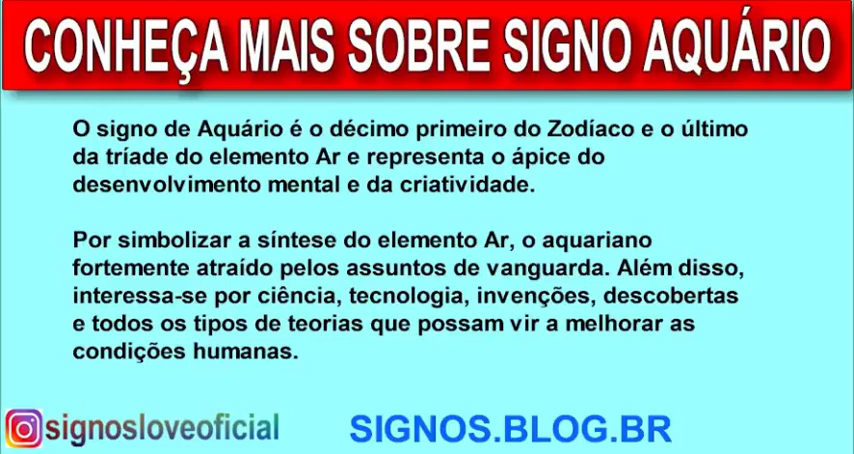 CONHEÇA MAIS SOBRE SIGNO AQUÁRIO
O signo de Aquário é o décimo primeiro do Zodíaco e o último
da tríade do elemento Ar e representa o ápice do
desenvolvimento mental e da criatividade.
Por simbolizar a síntese do elemento Ar, o aquariano
fortemente atraído pelos assuntos de vanguarda. Além disso,
interessa-se por ciência, tecnologia, invenções, descobertas
e todos os tipos de teorias que possam vir a melhorar as
condições humanas.
signosloveoficial SIGNOS.BLOG.BR